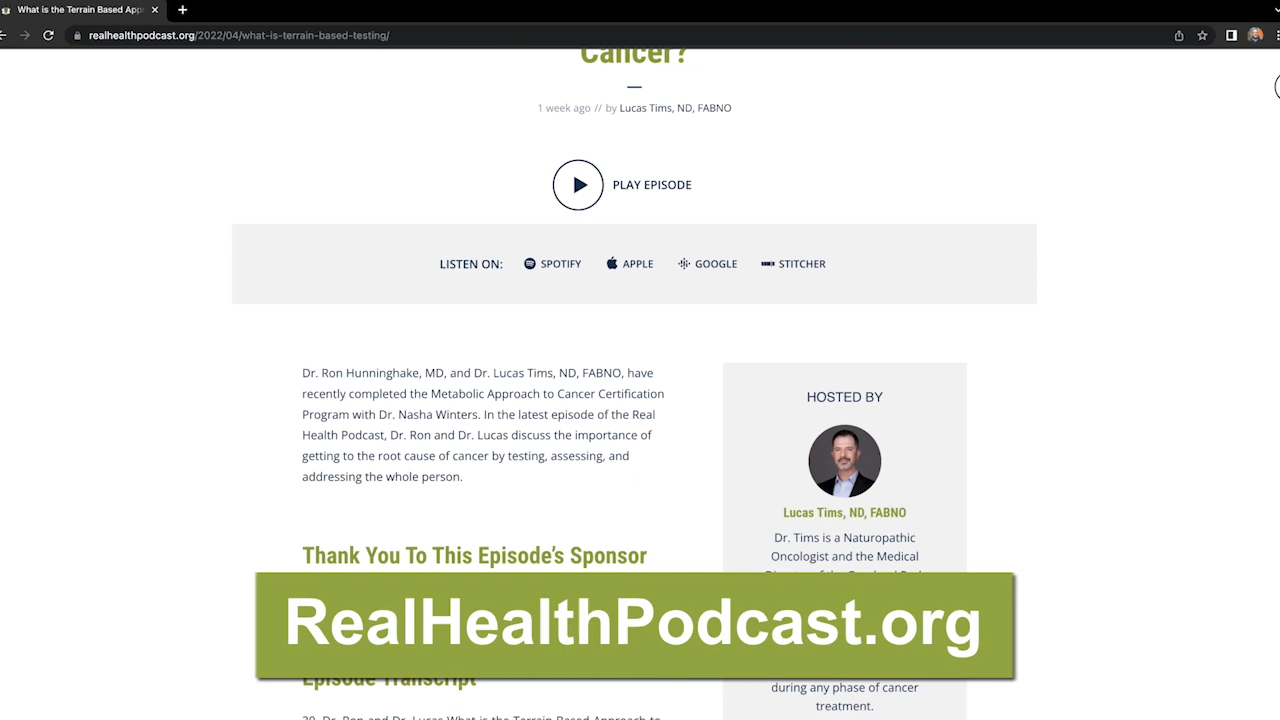 What is the Terrain Based App
realhealthpodcast.org/2022/04/what-is-terrain-based-testing/
Cancer?
1 week ago // by Lucas Tims, ND, FABNO
PLAY EPISODE
LISTEN ON: SPOTIFY APPLE GOOGLE STITCHER
Dr. Ron Hunninghake, MD, and Dr. Lucas Tims, ND, FABNO, have
recently completed the Metabolic Approach to Cancer Certification
Program with Dr. Nasha Winters. In the latest episode of the Real
Health Podcast, Dr. Ron and Dr. Lucas discuss the importance of
getting to the root cause of cancer by testing, assessing, and
addressing the whole person.
Thank You To This Episode's Sponsor
HOSTED BY
Lucas Tims, ND, FABNO
Dr. Tims is a Naturopathic
Oncologist and the Medical
RealHealthPodcast.org
Episode Transcript
during any phase of cancer
treatment.